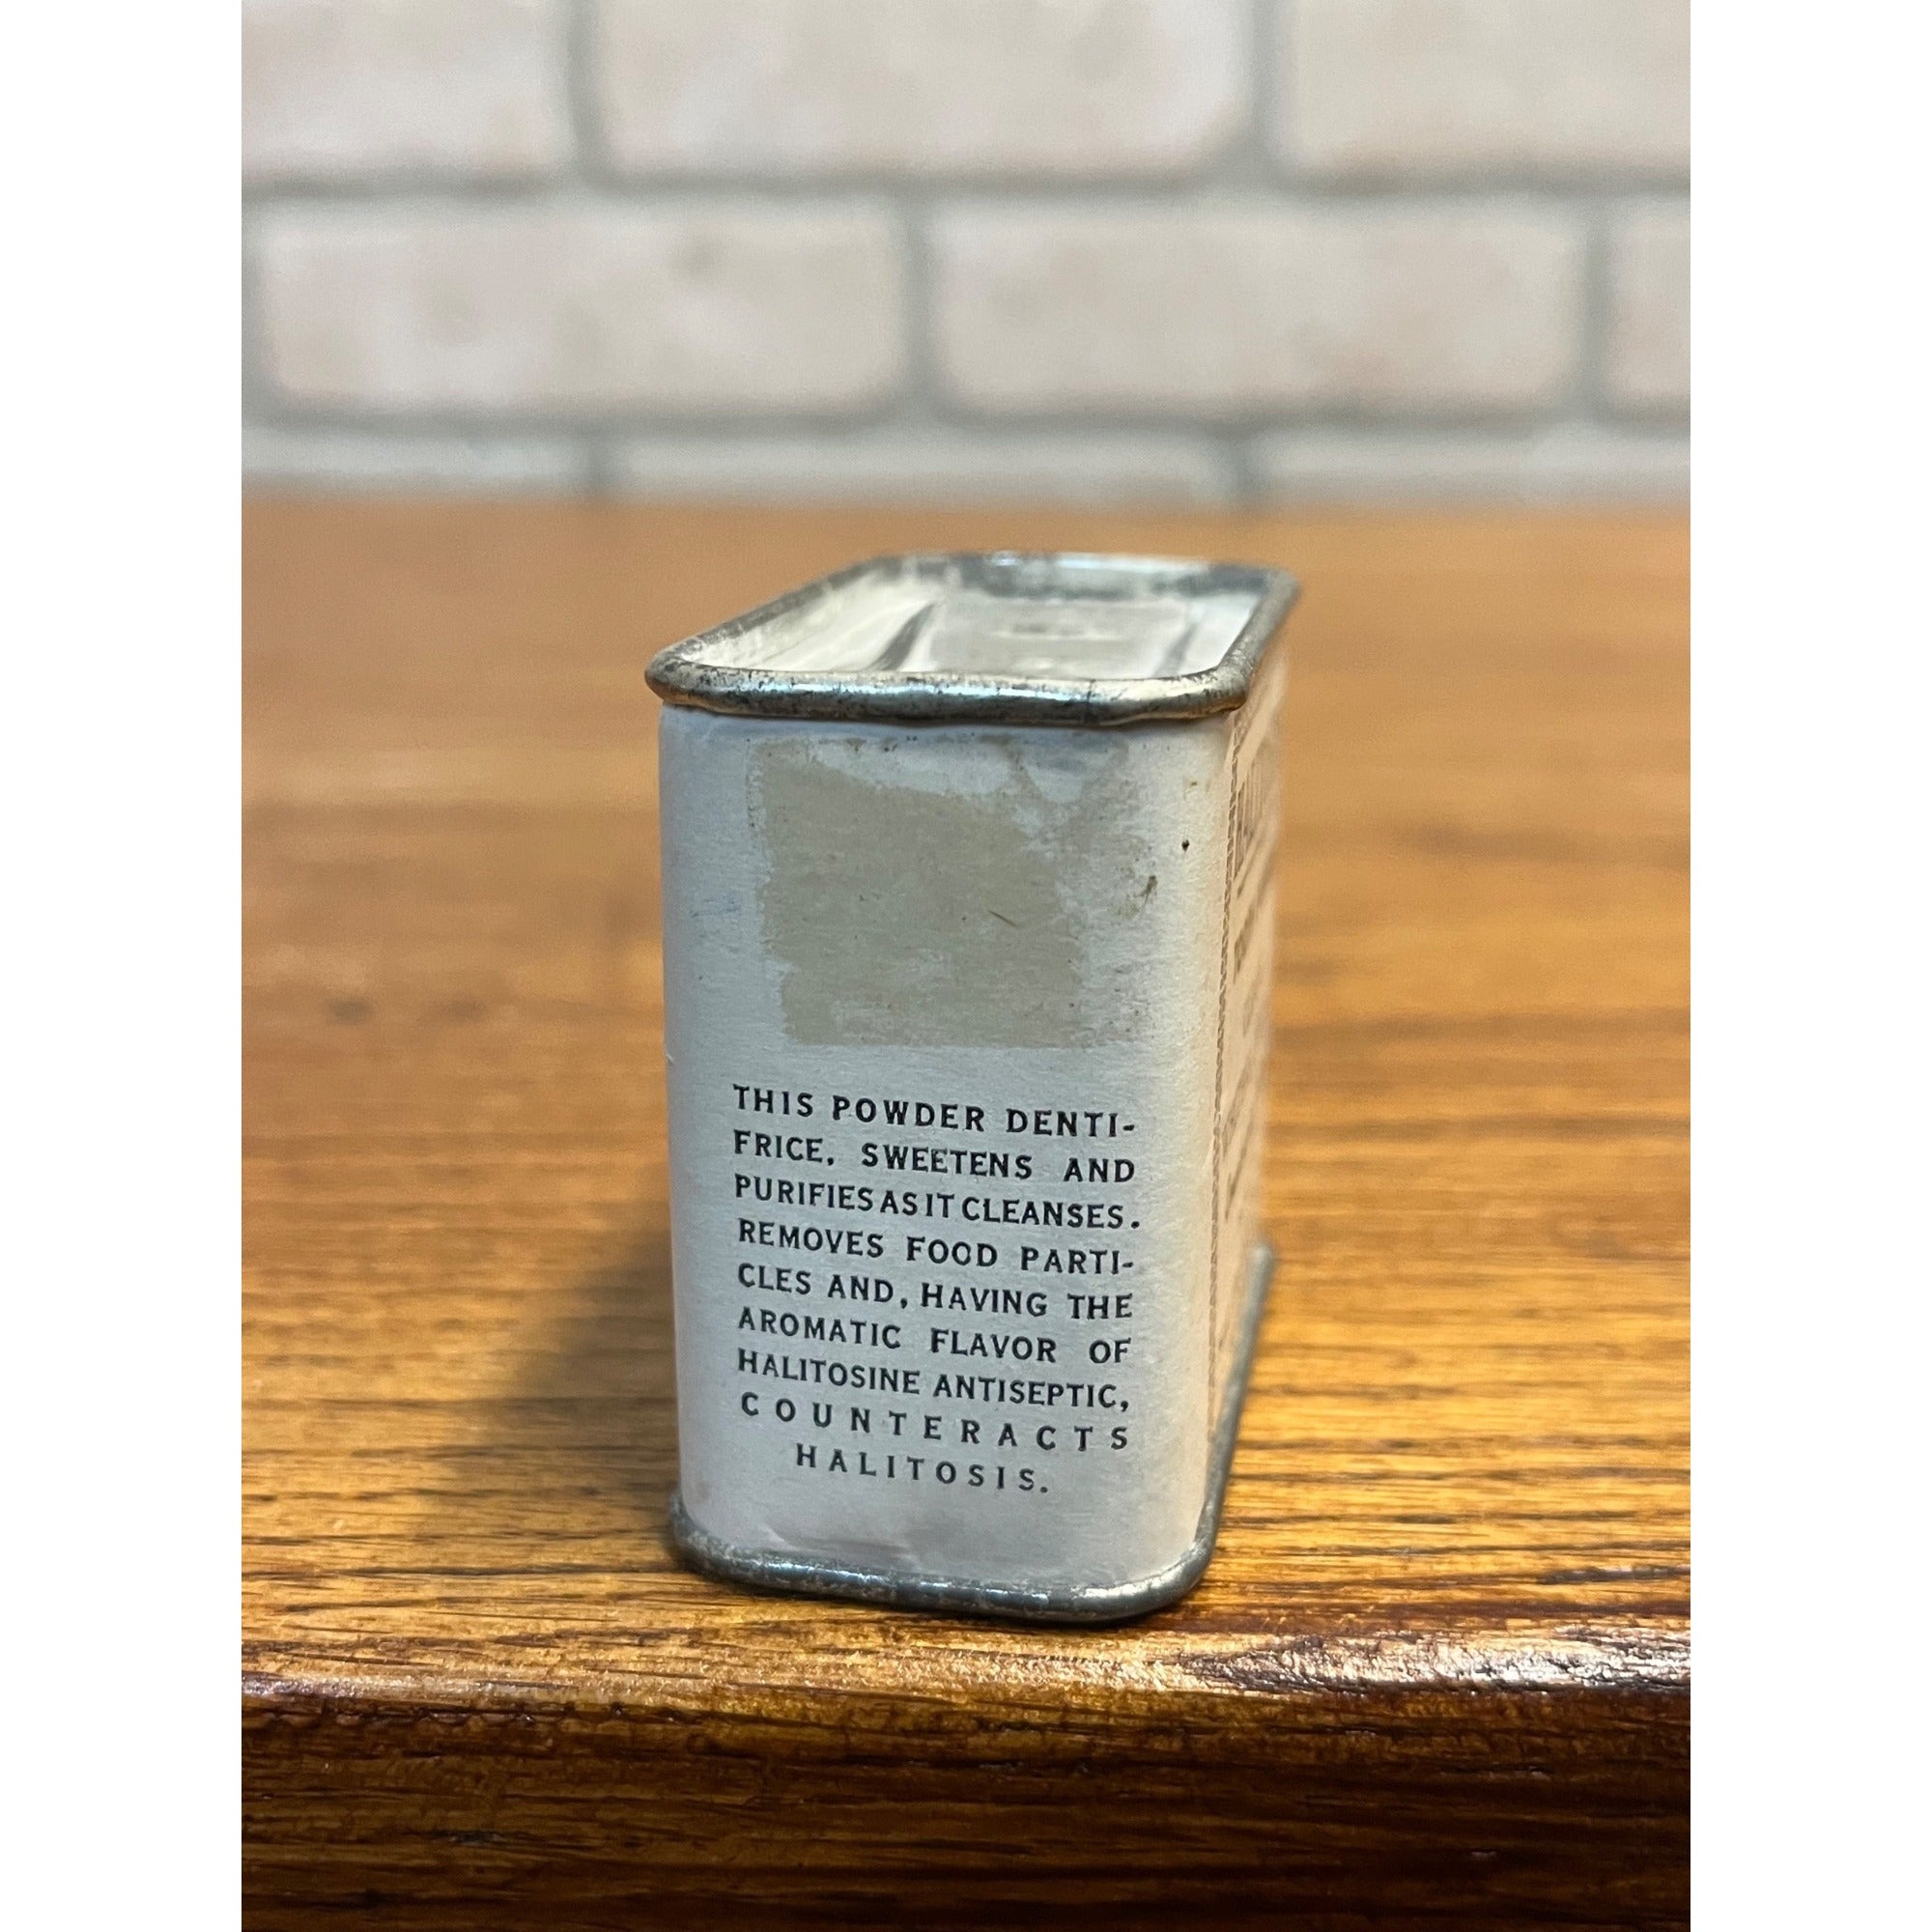 THIS POWDER DENTI-
FRICE, SWEETENS AND
PURIFIES AS IT CLEANSES.
REMOVES FOOD PARTI-
CLES AND, HAVING THE
AROMATIC FLAVOR OF
HALITOSINE ANTISEPTIC,
COUNTERACTS
HALITOSIS.